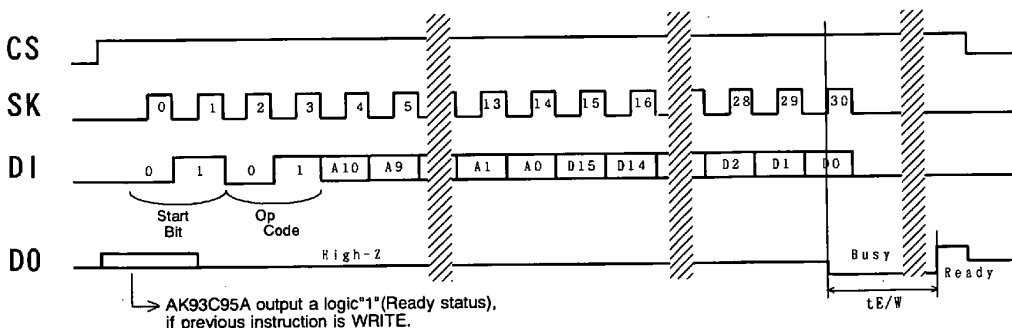 CS
SK 0 1 2 3 4 5 13 14 15 16 28 29 30
DI 0 1 0 1 A10 A9 A1 A0 D15 D14 D2 D1 D0
Start Bit Op Code
DO High-Z Busy Ready
tE/W
AK93C95A output a logic"1"(Ready status),
if previous instruction is WRITE.